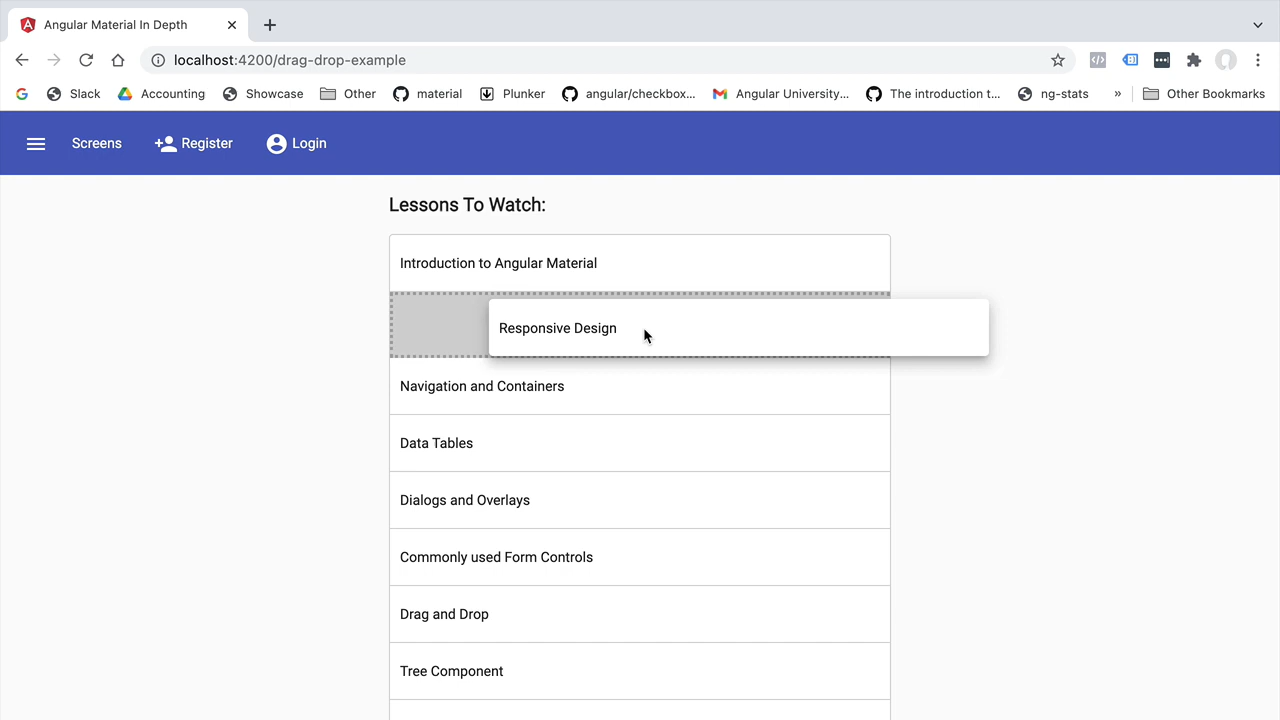 Angular Material In Depth
localhost:4200/drag-drop-example
Slack Accounting Showcase Other material Plunker angular/checkbox... Angular University... The introduction t... ng-stats » Other Bookmarks
Screens Register Login
Lessons To Watch:
Introduction to Angular Material
Responsive Design
Navigation and Containers
Data Tables
Dialogs and Overlays
Commonly used Form Controls
Drag and Drop
Tree Component